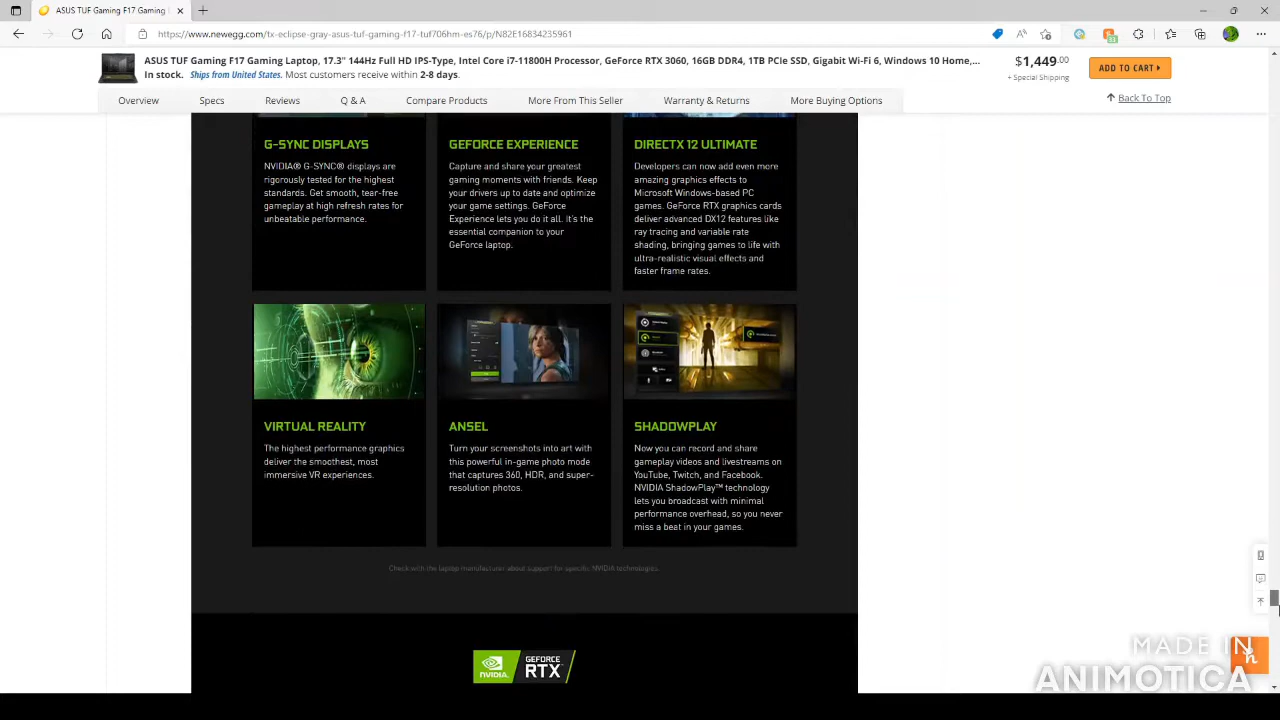 ASUS TUF Gaming F17 Gaming L
https://www.newegg.com/tx-eclipse-gray-asus-tuf-gaming-f17-tuf706hm-es76/p/N82E16834235961
ASUS TUF Gaming F17 Gaming Laptop, 17.3" 144Hz Full HD IPS-Type, Intel Core i7-11800H Processor, GeForce RTX 3060, 16GB DDR4, 1TB PCIe SSD, Gigabit Wi-Fi 6, Windows 10 Home,...
In stock. Ships from United States. Most customers receive within 2-8 days.
$1,449.00
+ Special Shipping
ADD TO CART
Overview Specs Reviews Q & A Compare Products More From This Seller Warranty & Returns More Buying Options
Back To Top
G-SYNC DISPLAYS
NVIDIA® G-SYNC® displays are
rigorously tested for the highest
standards. Get smooth, tear-free
gameplay at high refresh rates for
unbeatable performance.
GEFORCE EXPERIENCE
Capture and share your greatest
gaming moments with friends. Keep
your drivers up to date and optimize
your game settings. GeForce
Experience lets you do it all. It's the
essential companion to your
GeForce laptop.
DIRECTX 12 ULTIMATE
Developers can now add even more
amazing graphics effects to
Microsoft Windows-based PC
games. GeForce RTX graphics cards
deliver advanced DX12 features like
ray tracing and variable rate
shading, bringing games to life with
ultra-realistic visual effects and
faster frame rates.
VIRTUAL REALITY
The highest performance graphics
deliver the smoothest, most
immersive VR experiences.
ANSEL
Turn your screenshots into art with
this powerful in-game photo mode
that captures 360, HDR, and super-
resolution photos.
SHADOWPLAY
Now you can record and share
gameplay videos and livestreams on
YouTube, Twitch, and Facebook.
NVIDIA ShadowPlay™ technology
lets you broadcast with minimal
performance overhead, so you never
miss a beat in your games.
Check with the laptop manufacturer about support for specific NVIDIA technologies.
NVIDIA. GEFORCE
RTX
MADE IN
ANIMOTICA